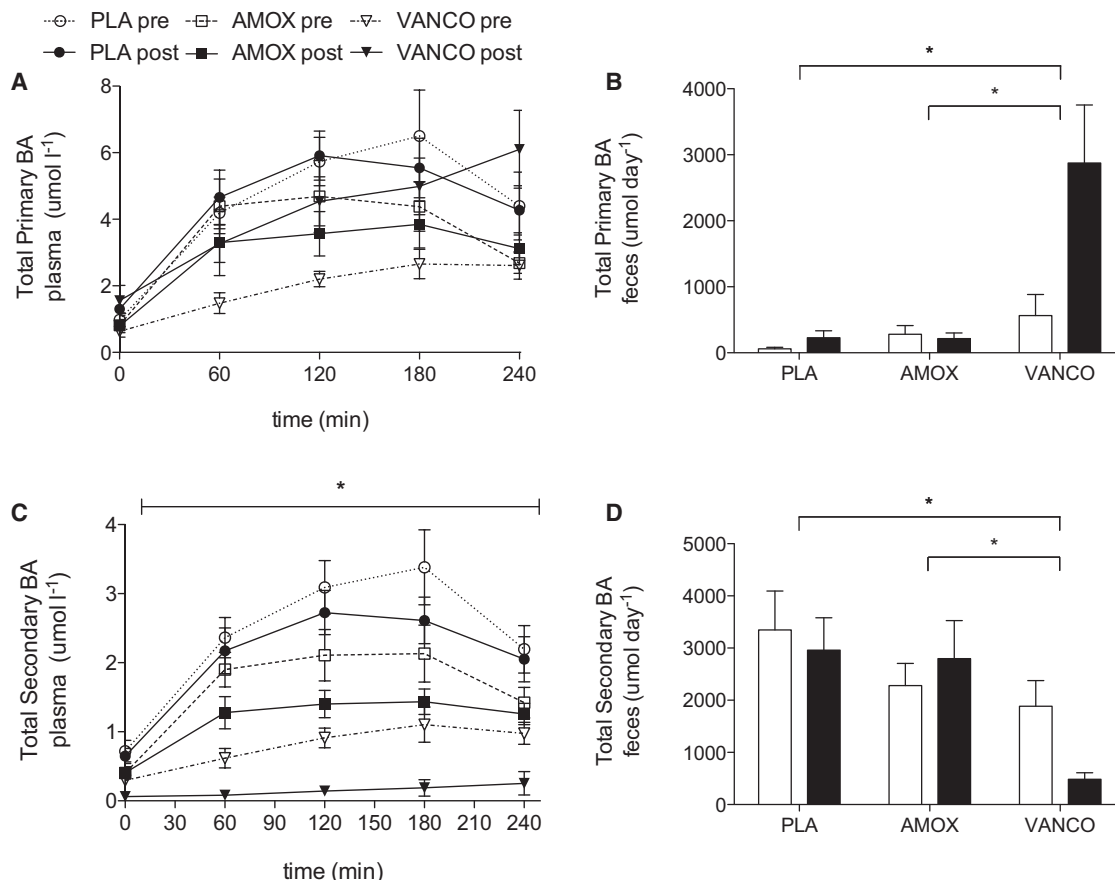 PLA pre AMOX pre VANCO pre
PLA post AMOX post VANCO post
A
Total Primary BA
plasma (umol l-1)
8
6
4
2
0
0 60 120 180 240
time (min)
B
Total Primary BA
feces (umol day-1)
*
*
4000
3000
2000
1000
0
PLA AMOX VANCO
C
Total Secondary BA
plasma (umol l-1)
*
4
3
2
1
0
0 30 60 90 120 150 180 210 240
time (min)
D
Total Secondary BA
feces (umol day-1)
*
*
5000
4000
3000
2000
1000
0
PLA AMOX VANCO